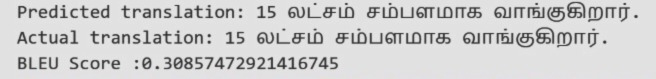 Predicted translation: 15 லட்சம் சம்பளமாக வாங்குகிறார்.
Actual translation: 15 லட்சம் சம்பளமாக வாங்குகிறார்.
BLEU Score :0.30857472921416745